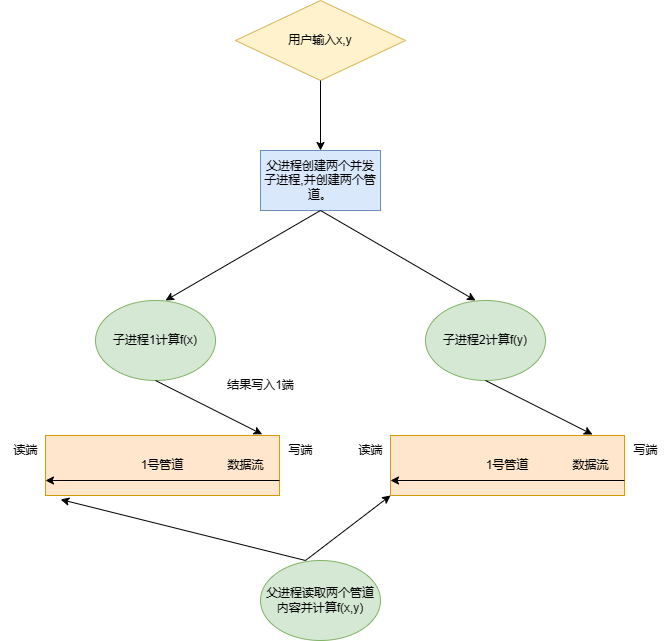 用户输入x,y
父进程创建两个并发
子进程,并创建两个管
道。
子进程1计算f(x)
子进程2计算f(y)
结果写入1端
读端
写端
读端
写端
1号管道
数据流
1号管道
数据流
父进程读取两个管道
内容并计算f(x,y)